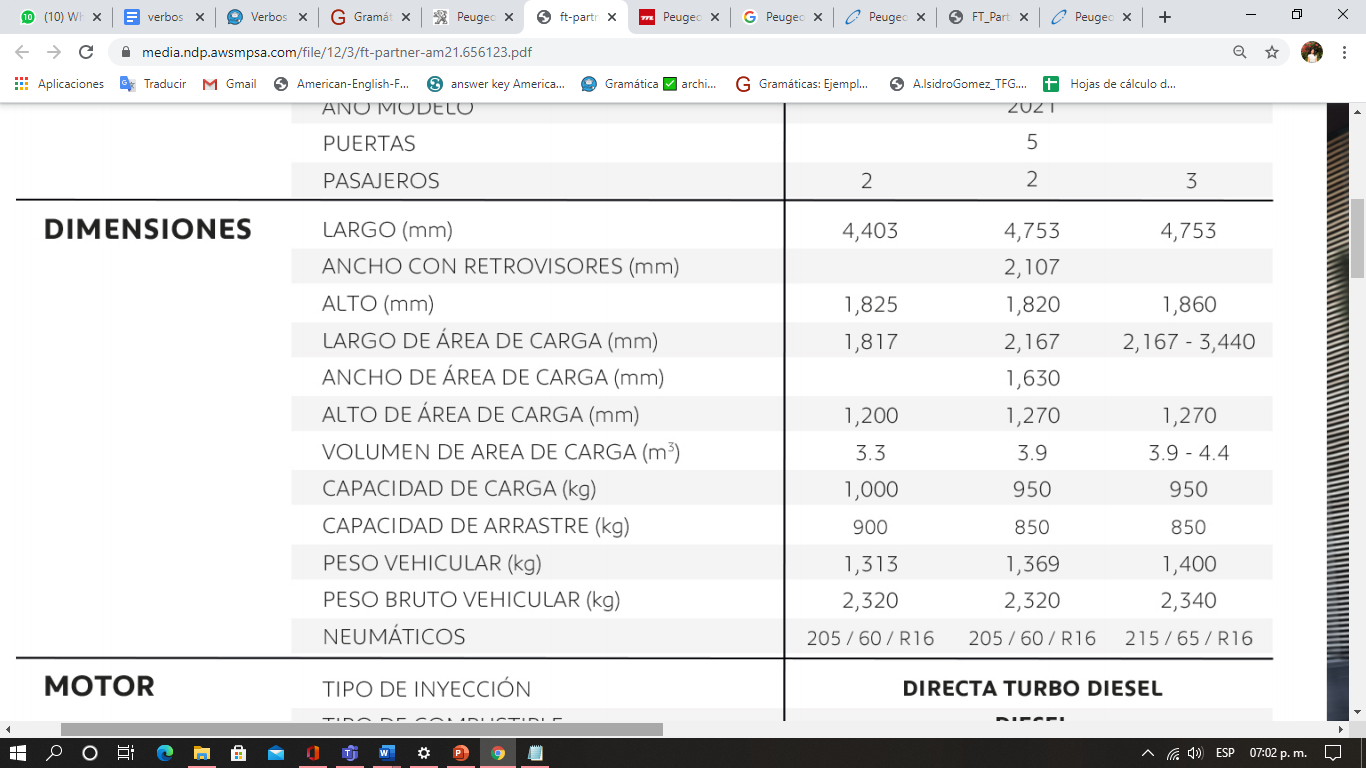 (10) Wh
verbos
Verbos
Gramát
Peugeo
ft-partn
Peugeo
Peugeo
Peugeo
FT_Part
Peugeo
media.ndp.awsmpsa.com/file/12/3/ft-partner-am21.656123.pdf
Aplicaciones Traducir Gmail American-English-F... answer key America... Gramática ✅ archi... Gramáticas: Ejempl... A.IsidroGomez_TFG... Hojas de cálculo d...
AÑO MODELO 2021
PUERTAS 5
PASAJEROS 2 2 3
DIMENSIONES LARGO (mm) 4,403 4,753 4,753
ANCHO CON RETROVISORES (mm) 2,107
ALTO (mm) 1,825 1,820 1,860
LARGO DE ÁREA DE CARGA (mm) 1,817 2,167 2,167 - 3,440
ANCHO DE ÁREA DE CARGA (mm) 1,630
ALTO DE ÁREA DE CARGA (mm) 1,200 1,270 1,270
VOLUMEN DE AREA DE CARGA (m³) 3.3 3.9 3.9 - 4.4
CAPACIDAD DE CARGA (kg) 1,000 950 950
CAPACIDAD DE ARRASTRE (kg) 900 850 850
PESO VEHICULAR (kg) 1,313 1,369 1,400
PESO BRUTO VEHICULAR (kg) 2,320 2,320 2,340
NEUMÁTICOS 205 / 60 / R16 205 / 60 / R16 215 / 65 / R16
MOTOR TIPO DE INYECCIÓN DIRECTA TURBO DIESEL
TIPO DE COMBUSTIBLE DIESEL
ESP 07:02 p. m.